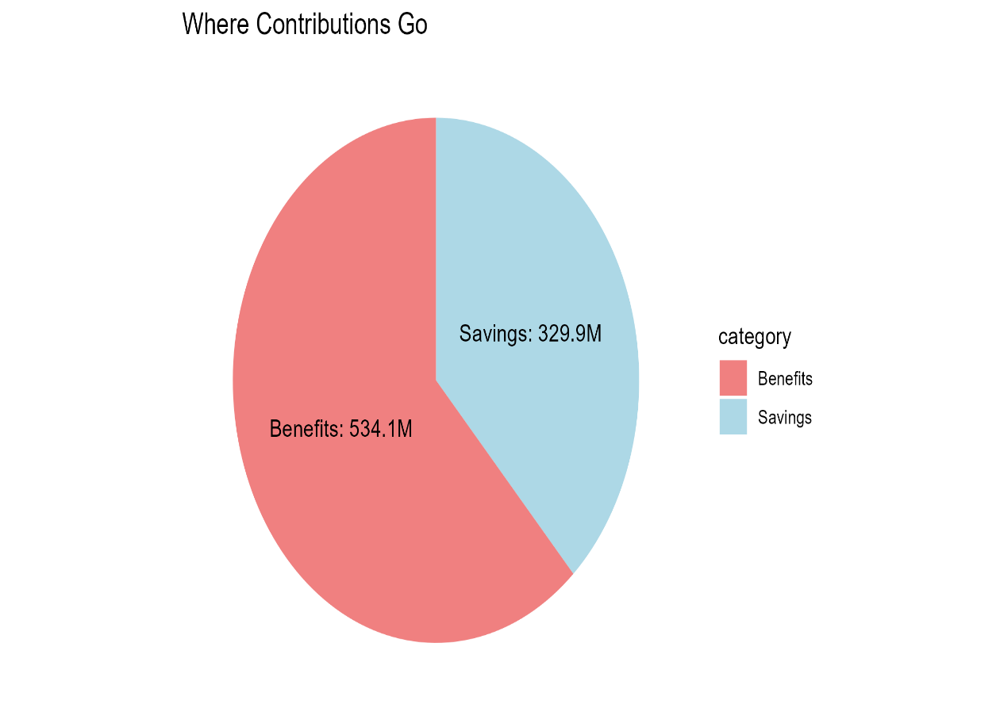 Where Contributions Go
Savings: 329.9M
Benefits: 534.1M
category
Benefits
Savings